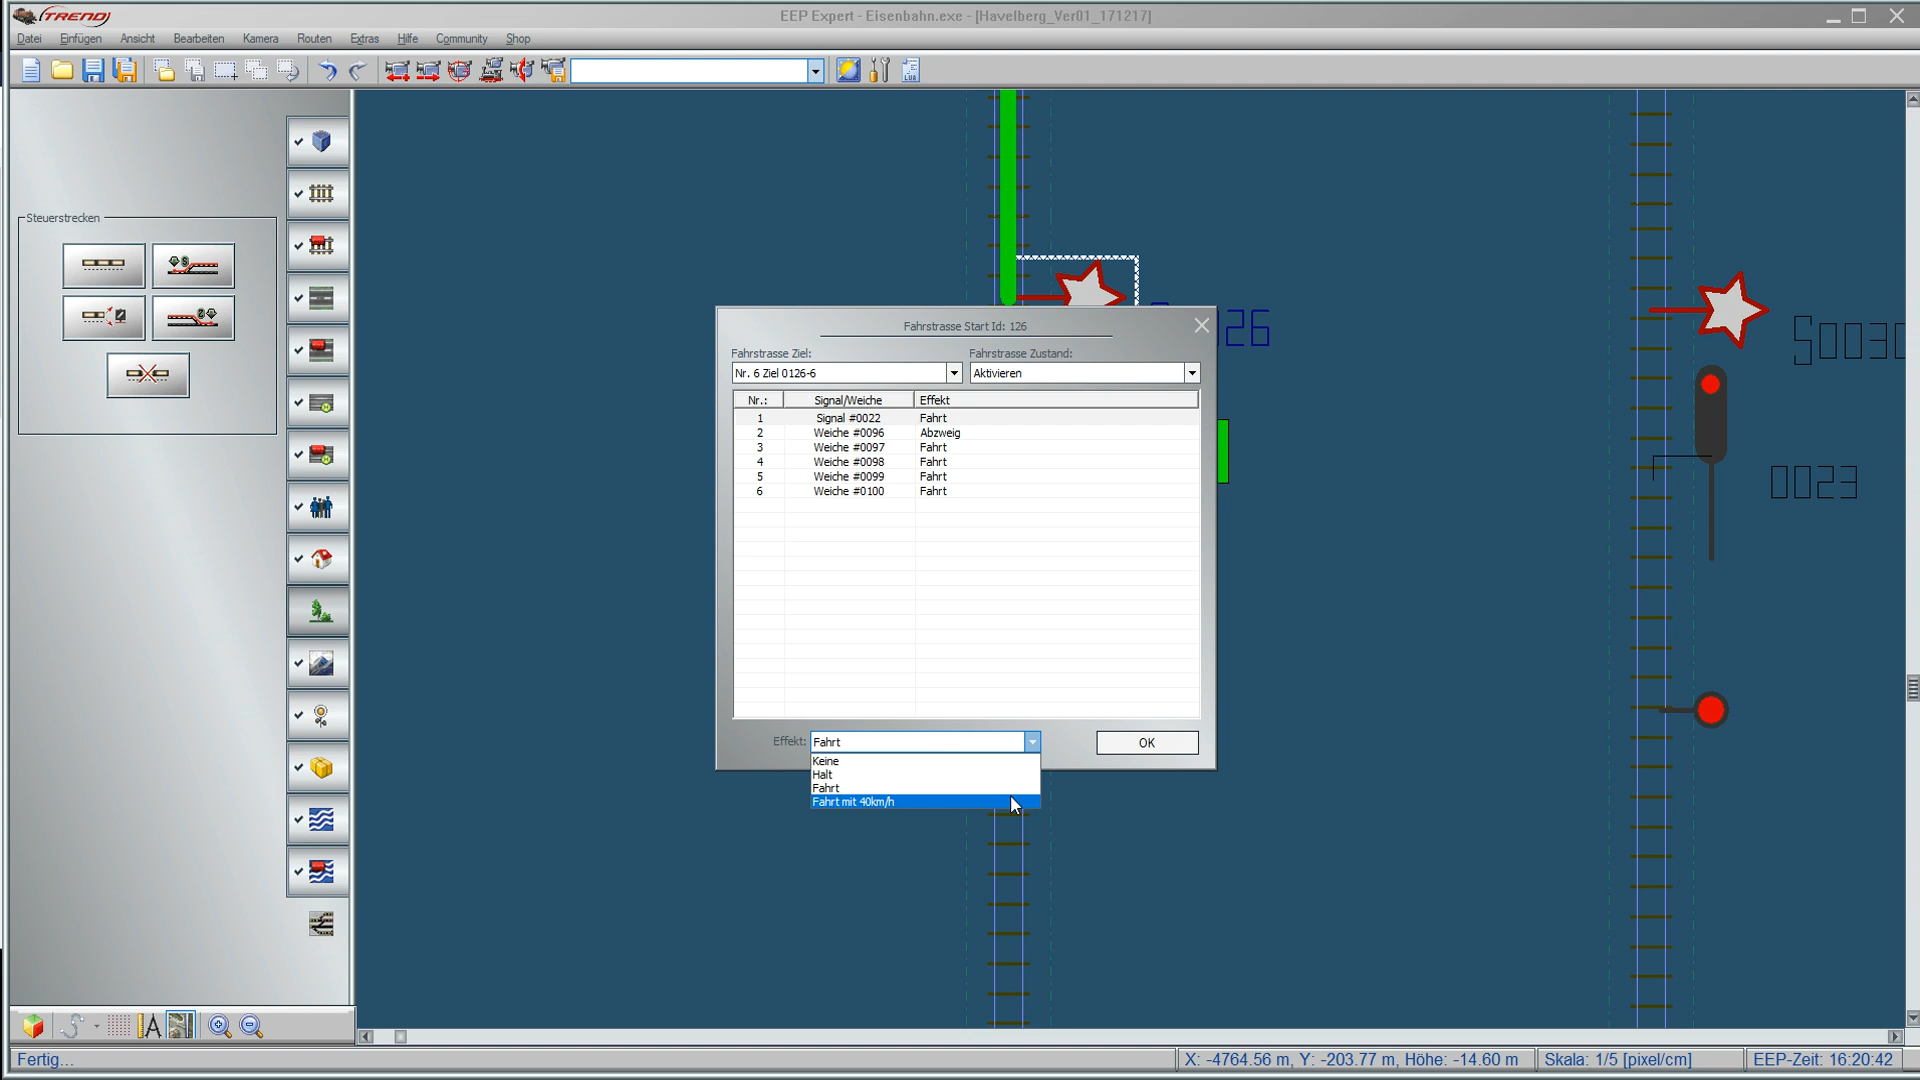 TREND
EEP Expert - Eisenbahn.exe - [Havelberg_Ver01_171217]
Datei Einfügen Ansicht Bearbeiten Kamera Routen Extras Hilfe Community Shop
LUA
Steuerstrecken
Fahrstrasse Start Id: 126
Fahrstrasse Ziel: Fahrstrasse Zustand:
Nr. 6 Ziel 0126-6 Aktivieren
Nr.: Signal/Weiche Effekt
1 Signal #0022 Fahrt
2 Weiche #0096 Abzweig
3 Weiche #0097 Fahrt
4 Weiche #0098 Fahrt
5 Weiche #0099 Fahrt
6 Weiche #0100 Fahrt
Effekt: Fahrt OK
Keine
Halt
Fahrt
Fahrt mit 40km/h
26
S0030
0023
Fertig... X: -4764.56 m, Y: -203.77 m, Höhe: -14.60 m Skala: 1/5 [pixel/cm] EEP-Zeit: 16:20:42